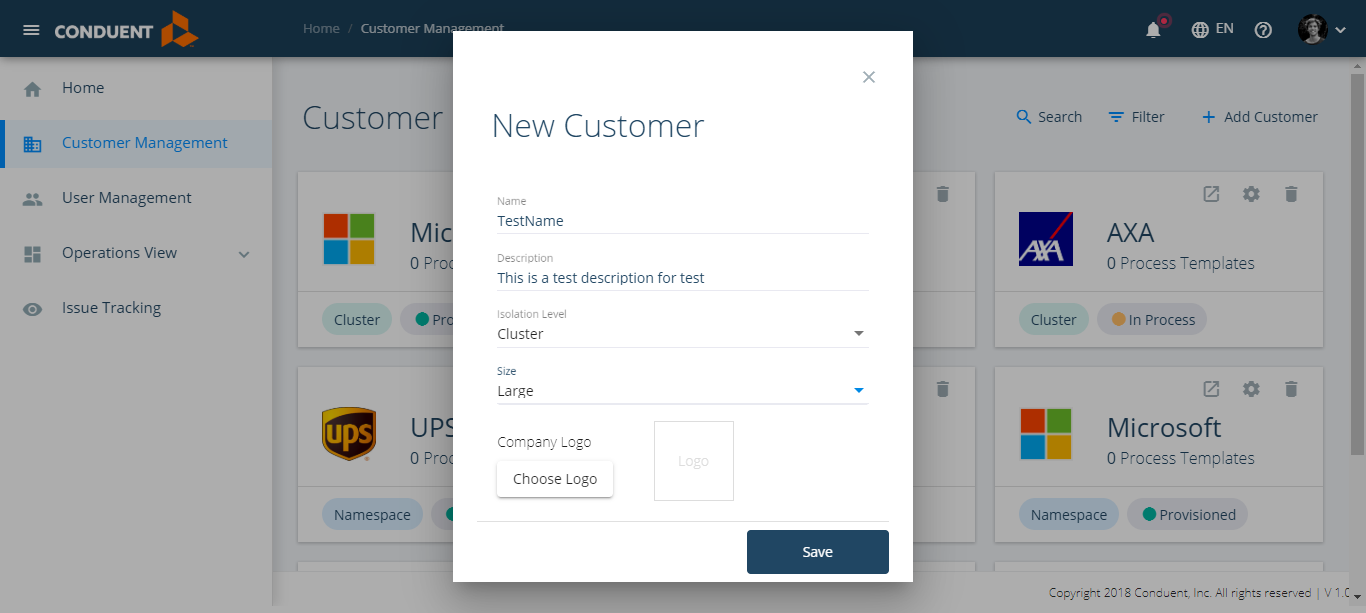 CONDUENT
Home / Customer Management
EN
Home
Customer Management
User Management
Operations View
Issue Tracking
Customer
Search
Filter
+ Add Customer
New Customer
Name
TestName
Description
This is a test description for test
Isolation Level
Cluster
Size
Large
Company Logo
Choose Logo
Logo
Save
Mic
0 Proc
Cluster
Pro
AXA
AXA
0 Process Templates
Cluster
In Process
ups
UPS
0 Proc
Namespace
Microsoft
0 Process Templates
Namespace
Provisioned
Copyright 2018 Conduent, Inc. All rights reserved | V 1.0